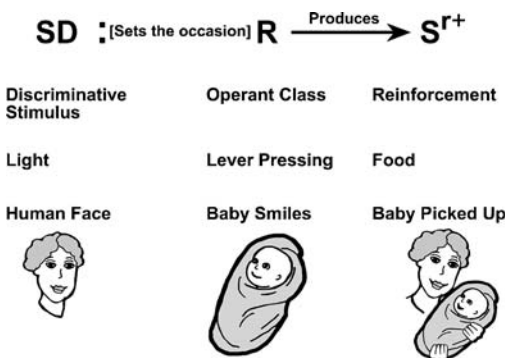 SD :[Sets the occasion] R Produces Sr+
Discriminative Stimulus Operant Class Reinforcement
Light Lever Pressing Food
Human Face Baby Smiles Baby Picked Up